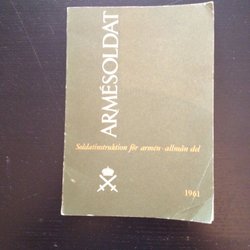 ARMÉSOLDAT
Soldatinstruktion för armén · allmän del
1961